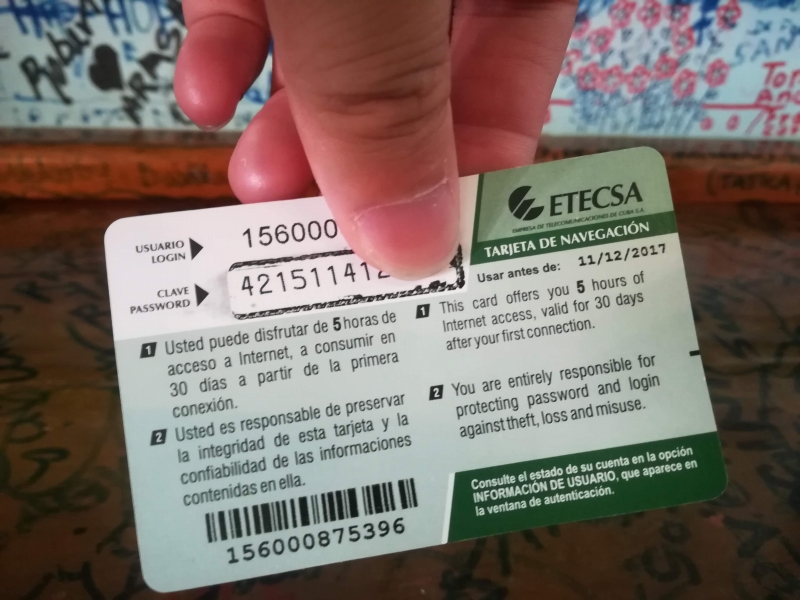 USUARIO
LOGIN
156000
CLAVE
PASSWORD
42151141
ETECSA
EMPRESA DE TELECOMUNICACIONES DE CUBA S.A.
TARJETA DE NAVEGACIÓN
Usar antes de: 11/12/2017
1 Usted puede disfrutar de 5 horas de
acceso a Internet, a consumir en
30 días a partir de la primera
conexión.
2 Usted es responsable de preservar
la integridad de esta tarjeta y la
confiabilidad de las informaciones
contenidas en ella.
156000875396
1 This card offers you 5 hours of
Internet access, valid for 30 days
after your first connection.
2 You are entirely responsible for
protecting password and login
against theft, loss and misuse.
Consulte el estado de su cuenta en la opción
INFORMACIÓN DE USUARIO, que aparece en
la ventana de autenticación.